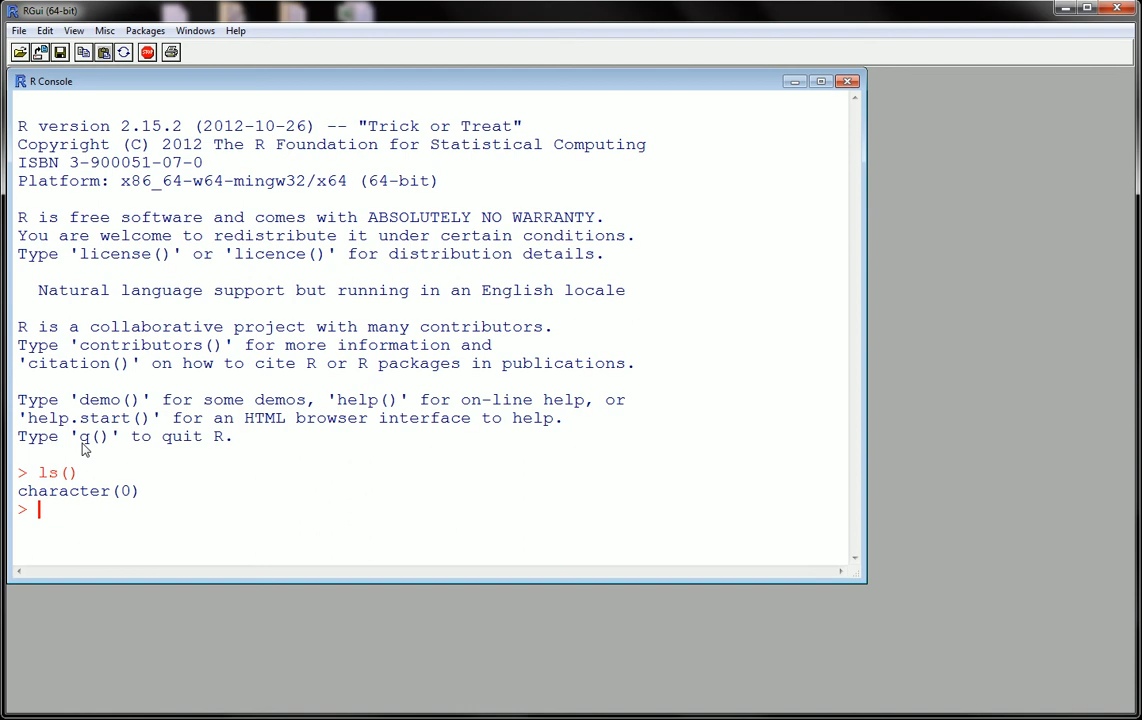 RGui (64-bit)
File Edit View Misc Packages Windows Help
STOP
R Console
R version 2.15.2 (2012-10-26) -- "Trick or Treat"
Copyright (C) 2012 The R Foundation for Statistical Computing
ISBN 3-900051-07-0
Platform: x86_64-w64-mingw32/x64 (64-bit)
R is free software and comes with ABSOLUTELY NO WARRANTY.
You are welcome to redistribute it under certain conditions.
Type 'license()' or 'licence()' for distribution details.
Natural language support but running in an English locale
R is a collaborative project with many contributors.
Type 'contributors()' for more information and
'citation()' on how to cite R or R packages in publications.
Type 'demo()' for some demos, 'help()' for on-line help, or
'help.start()' for an HTML browser interface to help.
Type 'q()' to quit R.
> ls()
character(0)
>